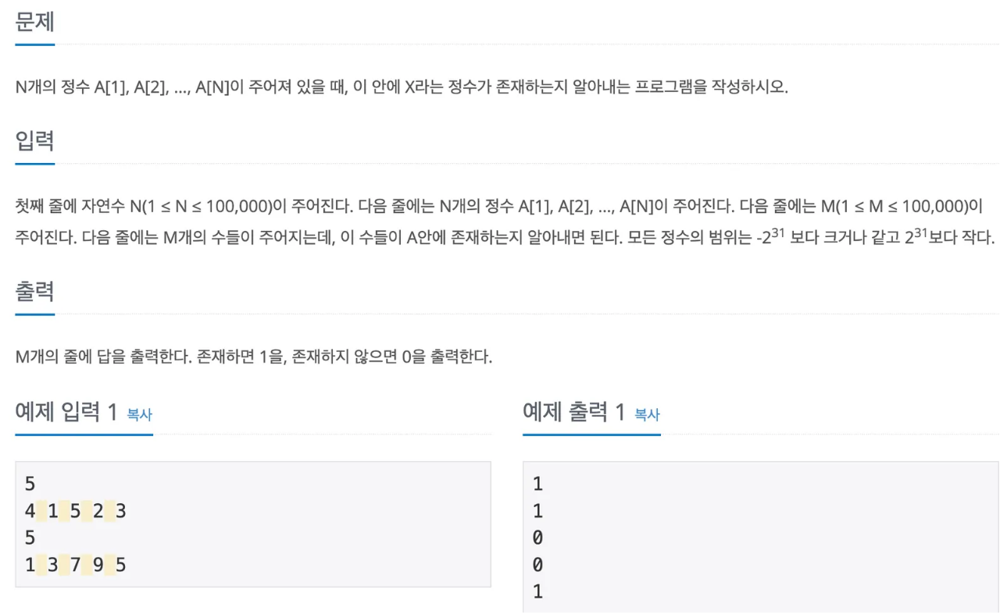 문제
N개의 정수 A[1], A[2], ..., A[N]이 주어져 있을 때, 이 안에 X라는 정수가 존재하는지 알아내는 프로그램을 작성하시오.
입력
첫째 줄에 자연수 N(1 ≤ N ≤ 100,000)이 주어진다. 다음 줄에는 N개의 정수 A[1], A[2], ..., A[N]이 주어진다. 다음 줄에는 M(1 ≤ M ≤ 100,000)이
주어진다. 다음 줄에는 M개의 수들이 주어지는데, 이 수들이 A안에 존재하는지 알아내면 된다. 모든 정수의 범위는 -2³¹ 보다 크거나 같고 2³¹보다 작다.
출력
M개의 줄에 답을 출력한다. 존재하면 1을, 존재하지 않으면 0을 출력한다.
예제 입력 1 복사
5
4 1 5 2 3
5
1 3 7 9 5
예제 출력 1 복사
1
1
0
0
1